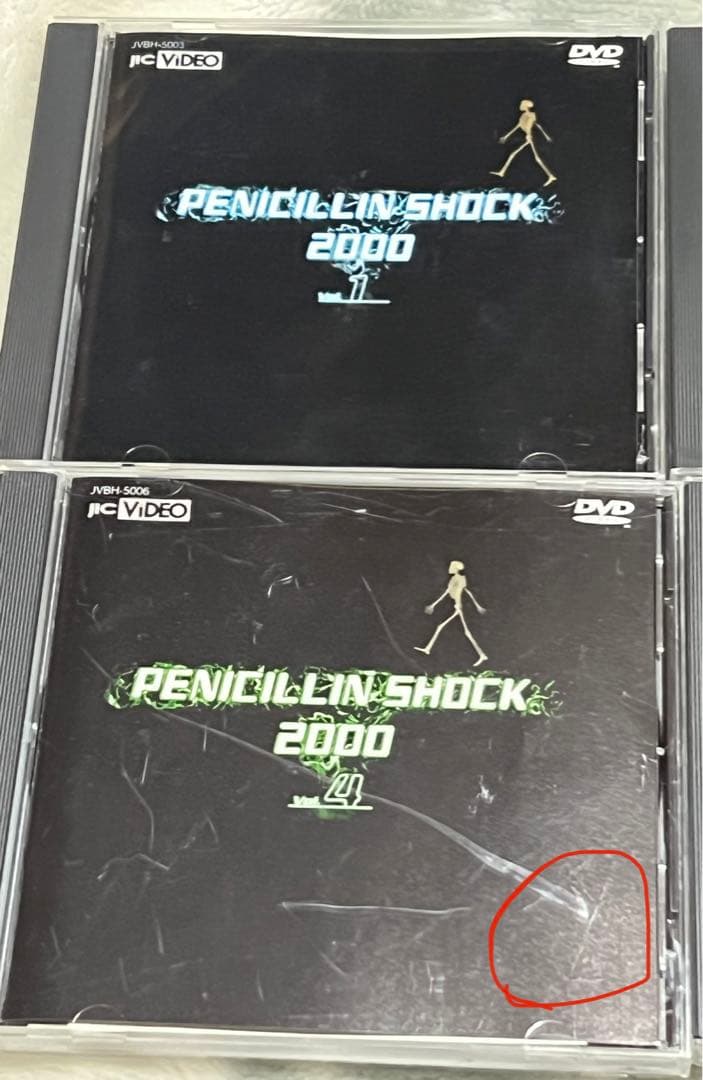 JVBH-5003
JIC VIDEO
DVD
PENICILLIN SHOCK
2000
Vol. 1
JVBH-5006
JIC VIDEO
DVD
PENICILLIN SHOCK
2000
Vol. 4